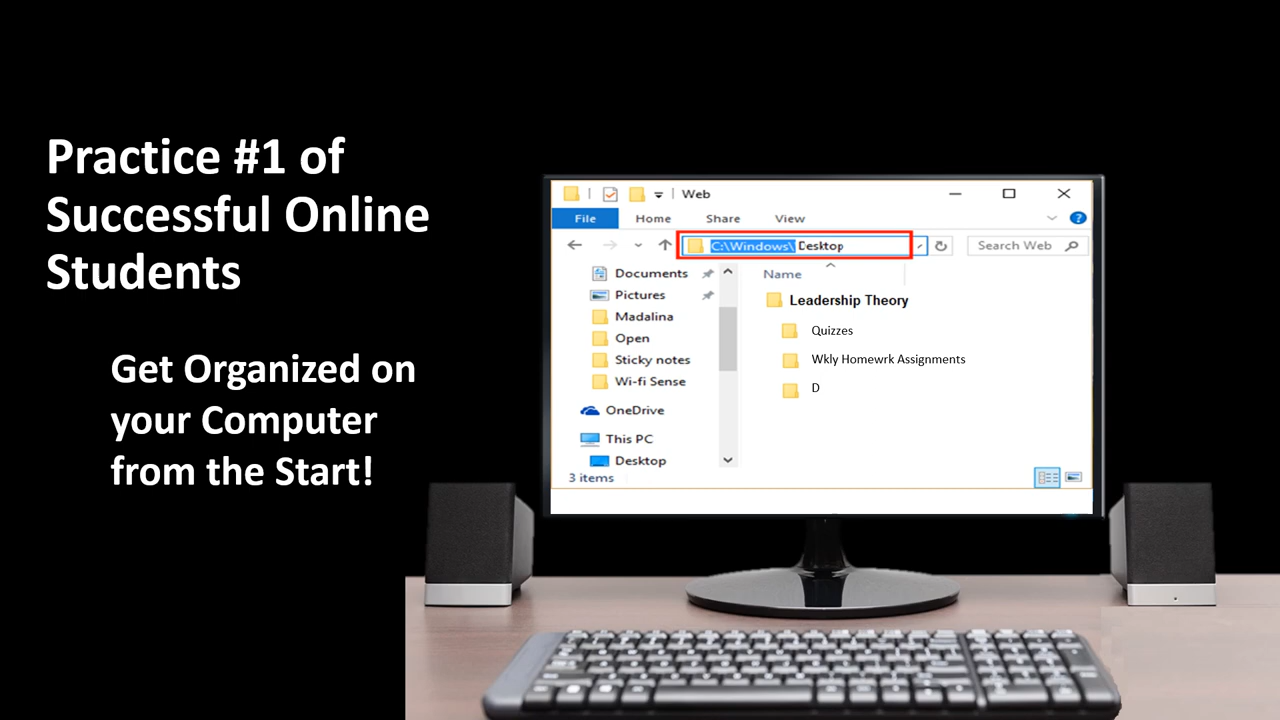 Practice #1 of
Successful Online
Students
Get Organized on
your Computer
from the Start!
Web
File Home Share View
C:\Windows\ Desktop
Search Web
Documents
Pictures
Madalina
Open
Sticky notes
Wi-fi Sense
OneDrive
This PC
Desktop
3 items
Name
Leadership Theory
Quizzes
Wkly Homewrk Assignments
D